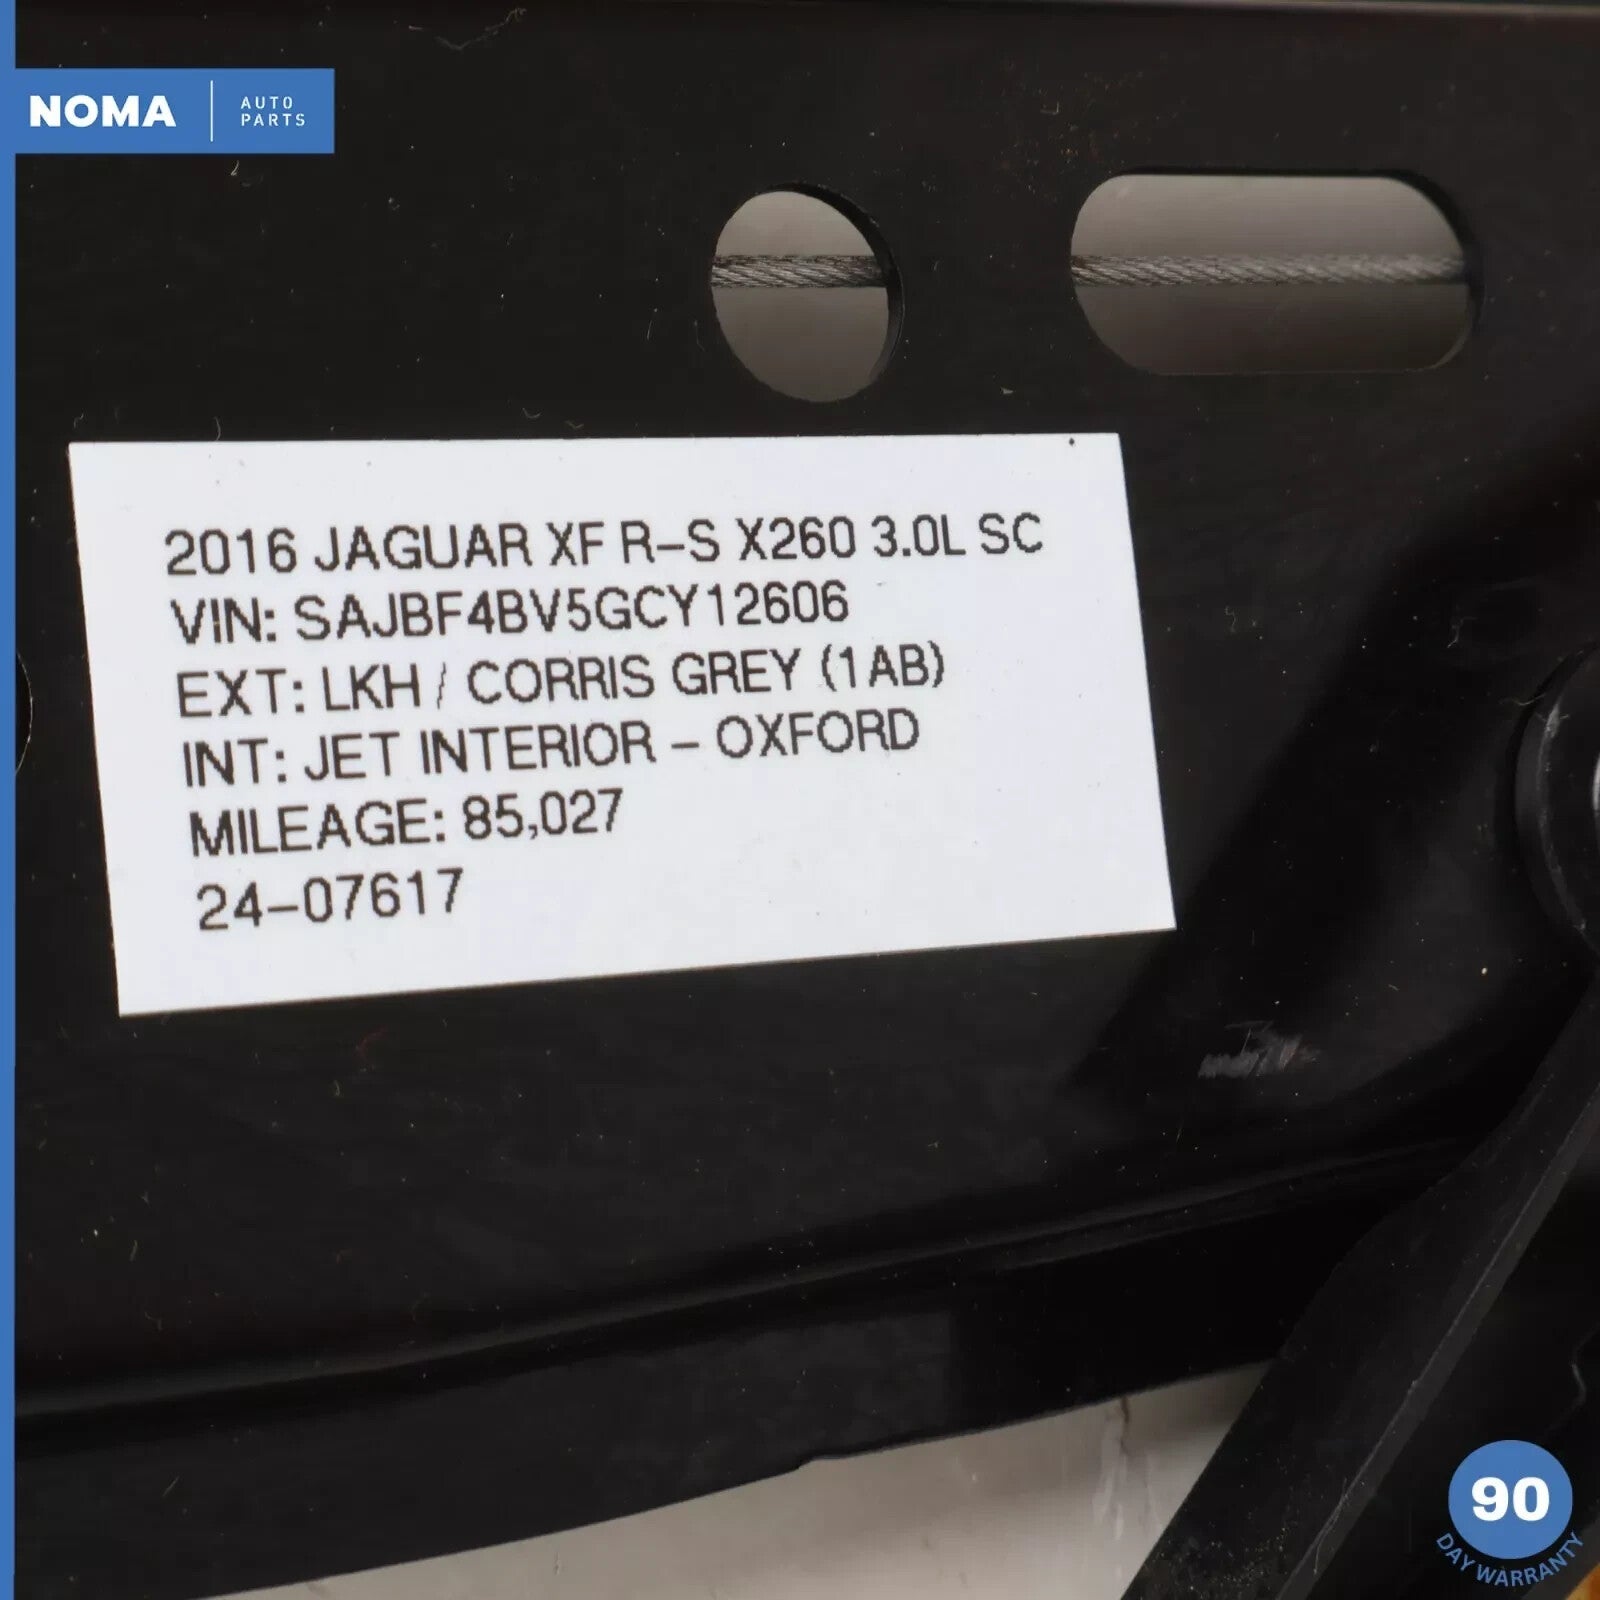 NOMA
AUTO
PARTS
2016 JAGUAR XF R-S X260 3.0L SC
VIN: SAJBF4BV5GCY12606
EXT: LKH / CORRIS GREY (1AB)
INT: JET INTERIOR - OXFORD
MILEAGE: 85,027
24-07617
90
DAY WARRANTY